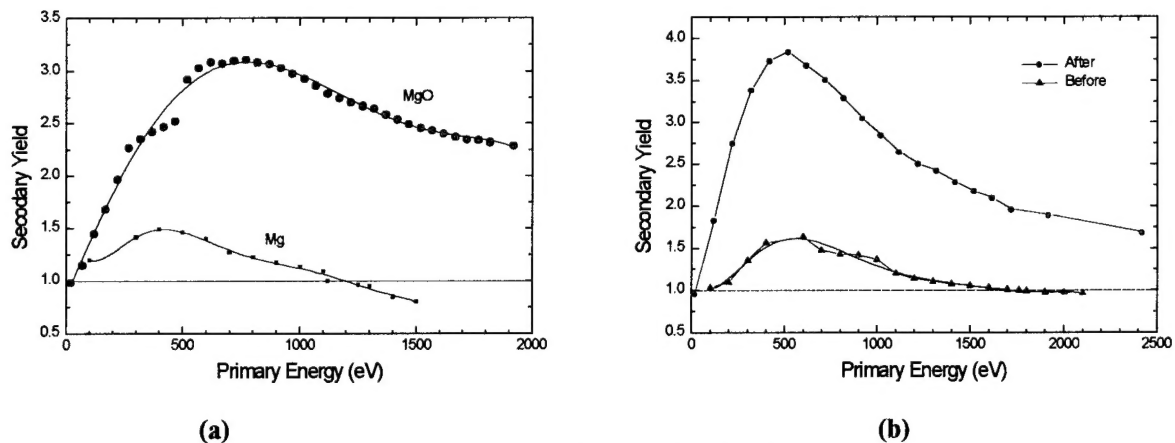 3.5
3.0
2.5
2.0
1.5
1.0
0.5
Secodary Yield
MgO
Mg
0 500 1000 1500 2000
Primary Energy (eV)
(a)
4.0
3.5
3.0
2.5
2.0
1.5
1.0
0.5
Secondary Yield
After
Before
0 500 1000 1500 2000 2500
Primary Energy (eV)
(b)